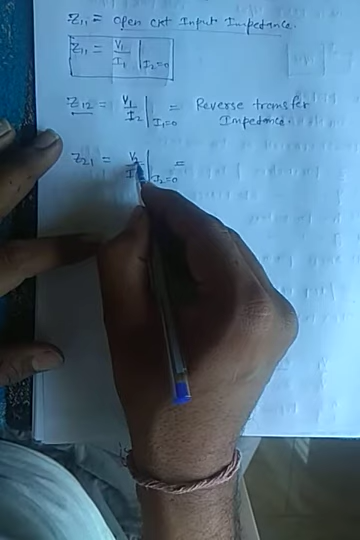 Z₁₁ = open ckt Input Impedance.
Z₁₁ = V₁/I₁ | I₂=0
Z₁₂ = V₁/I₂ | I₁=0 = Reverse transfer
Impedance.
Z₂₁ = V₂/I | I₂=0 =